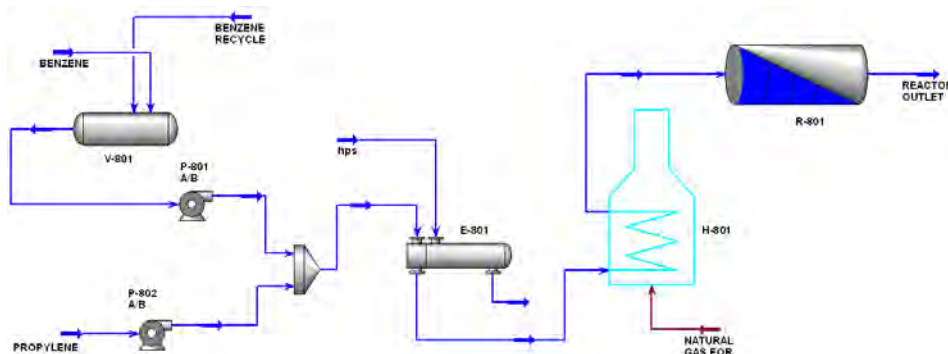 BENZENE
RECYCLE
BENZENE
REACTOR
OUTLET
R-801
V-801
hps
P-801
A/B
E-801
H-801
P-802
A/B
PROPYLENE
NATURAL
GAS FOR